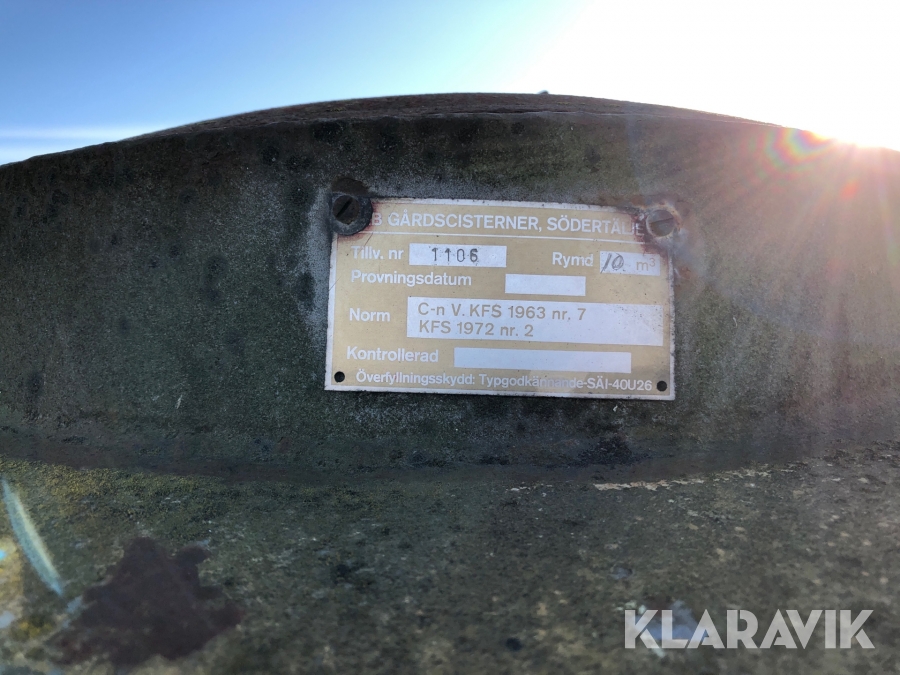 B GÅRDSCISTERNER, SÖDERTÄLJE
Tillv. nr 1106 Rymd 10 m³
Provningsdatum
Norm C-n V. KFS 1963 nr. 7
KFS 1972 nr. 2
Kontrollerad
Överfyllningsskydd: Typgodkännande-SÄI-40U26
KLARAVIK